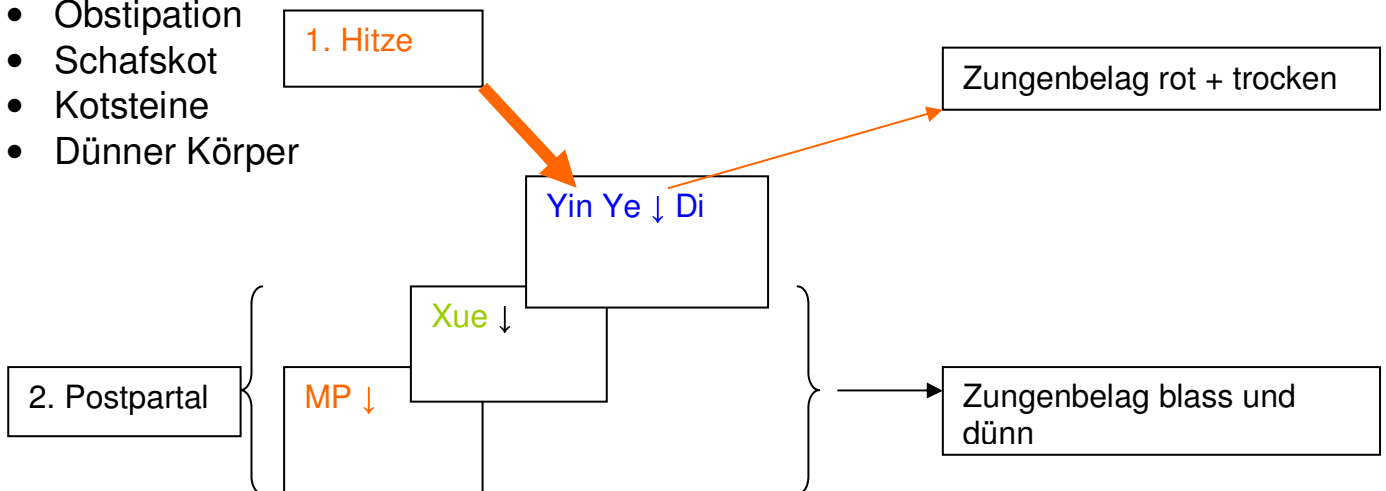 • Obstipation
• Schafskot
• Kotsteine
• Dünner Körper
1. Hitze
Zungenbelag rot + trocken
Yin Ye ↓ Di
Xue ↓
2. Postpartal
MP ↓
Zungenbelag blass und
dünn